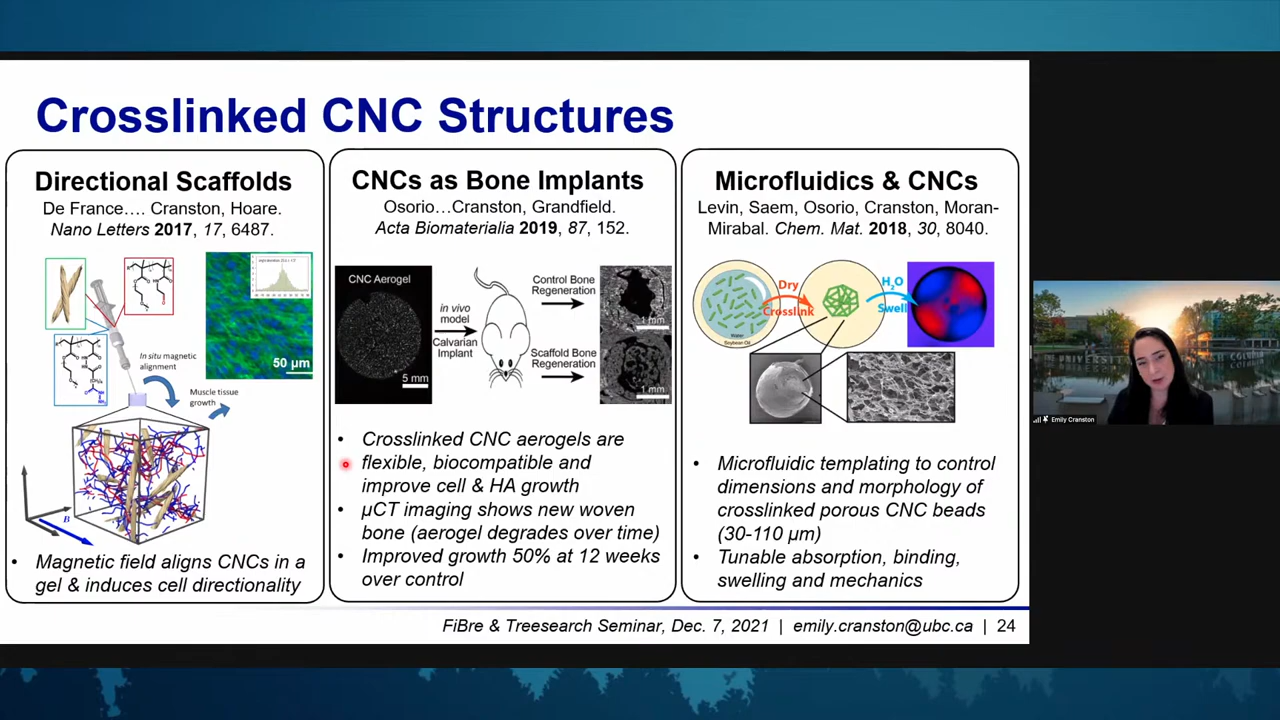 Crosslinked CNC Structures
Directional Scaffolds
De France…. Cranston, Hoare.
Nano Letters 2017, 17, 6487.
50 µm
In situ magnetic
alignment
Muscle tissue
growth
B
• Magnetic field aligns CNCs in a
gel & induces cell directionality
CNCs as Bone Implants
Osorio…Cranston, Grandfield.
Acta Biomaterialia 2019, 87, 152.
CNC Aerogel
5 mm
in vivo
model
Calvarian
Implant
Control Bone
Regeneration
1 mm
Scaffold Bone
Regeneration
1 mm
• Crosslinked CNC aerogels are
flexible, biocompatible and
improve cell & HA growth
• µCT imaging shows new woven
bone (aerogel degrades over time)
• Improved growth 50% at 12 weeks
over control
Microfluidics & CNCs
Levin, Saem, Osorio, Cranston, Moran-
Mirabal. Chem. Mat. 2018, 30, 8040.
Water
Soybean Oil
Dry
Crosslink
H2O
Swell
• Microfluidic templating to control
dimensions and morphology of
crosslinked porous CNC beads
(30-110 µm)
• Tunable absorption, binding,
swelling and mechanics
FiBre & Treesearch Seminar, Dec. 7, 2021 | emily.cranston@ubc.ca | 24
Emily Cranston